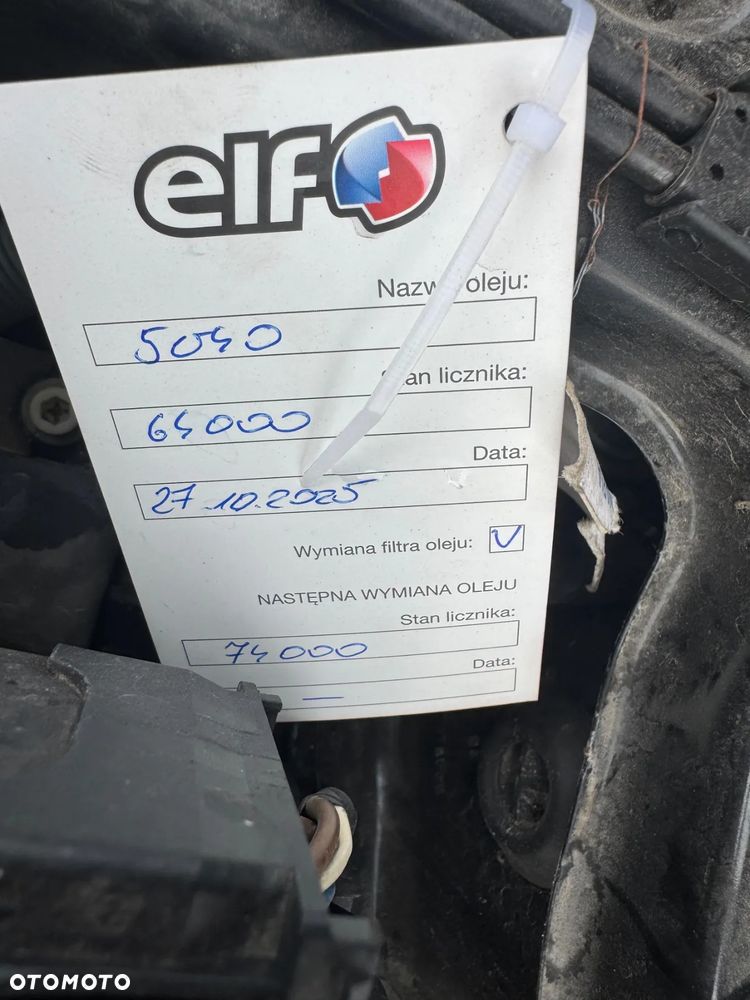 elf
Nazwa oleju:
5040
Stan licznika:
64000
Data:
27.10.2025
Wymiana filtra oleju: V
NASTĘPNA WYMIANA OLEJU
Stan licznika:
74000
Data:
—
OTOMOTO